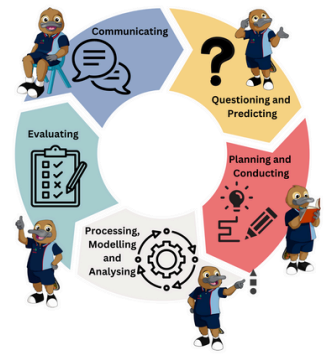 Communicating
Questioning and
Predicting
Planning and
Conducting
Processing,
Modelling
and
Analysing
Evaluating